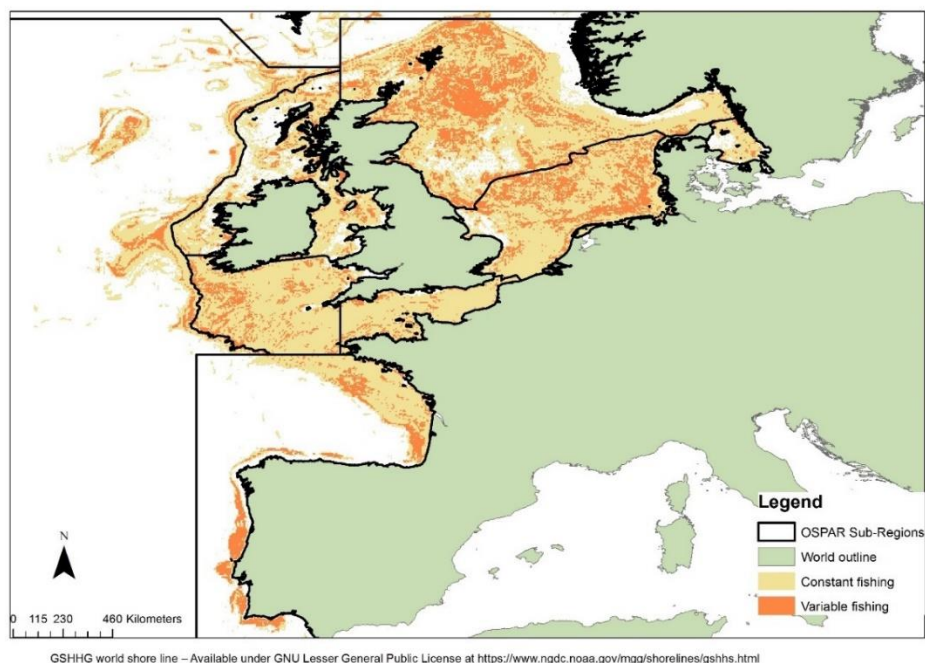 Legend
OSPAR Sub-Regions
World outline
Constant fishing
Variable fishing
N
0 115 230 460 Kilometers
GSHHG world shore line – Available under GNU Lesser General Public License at https://www.ngdc.noaa.gov/mgg/shorelines/gshhs.html